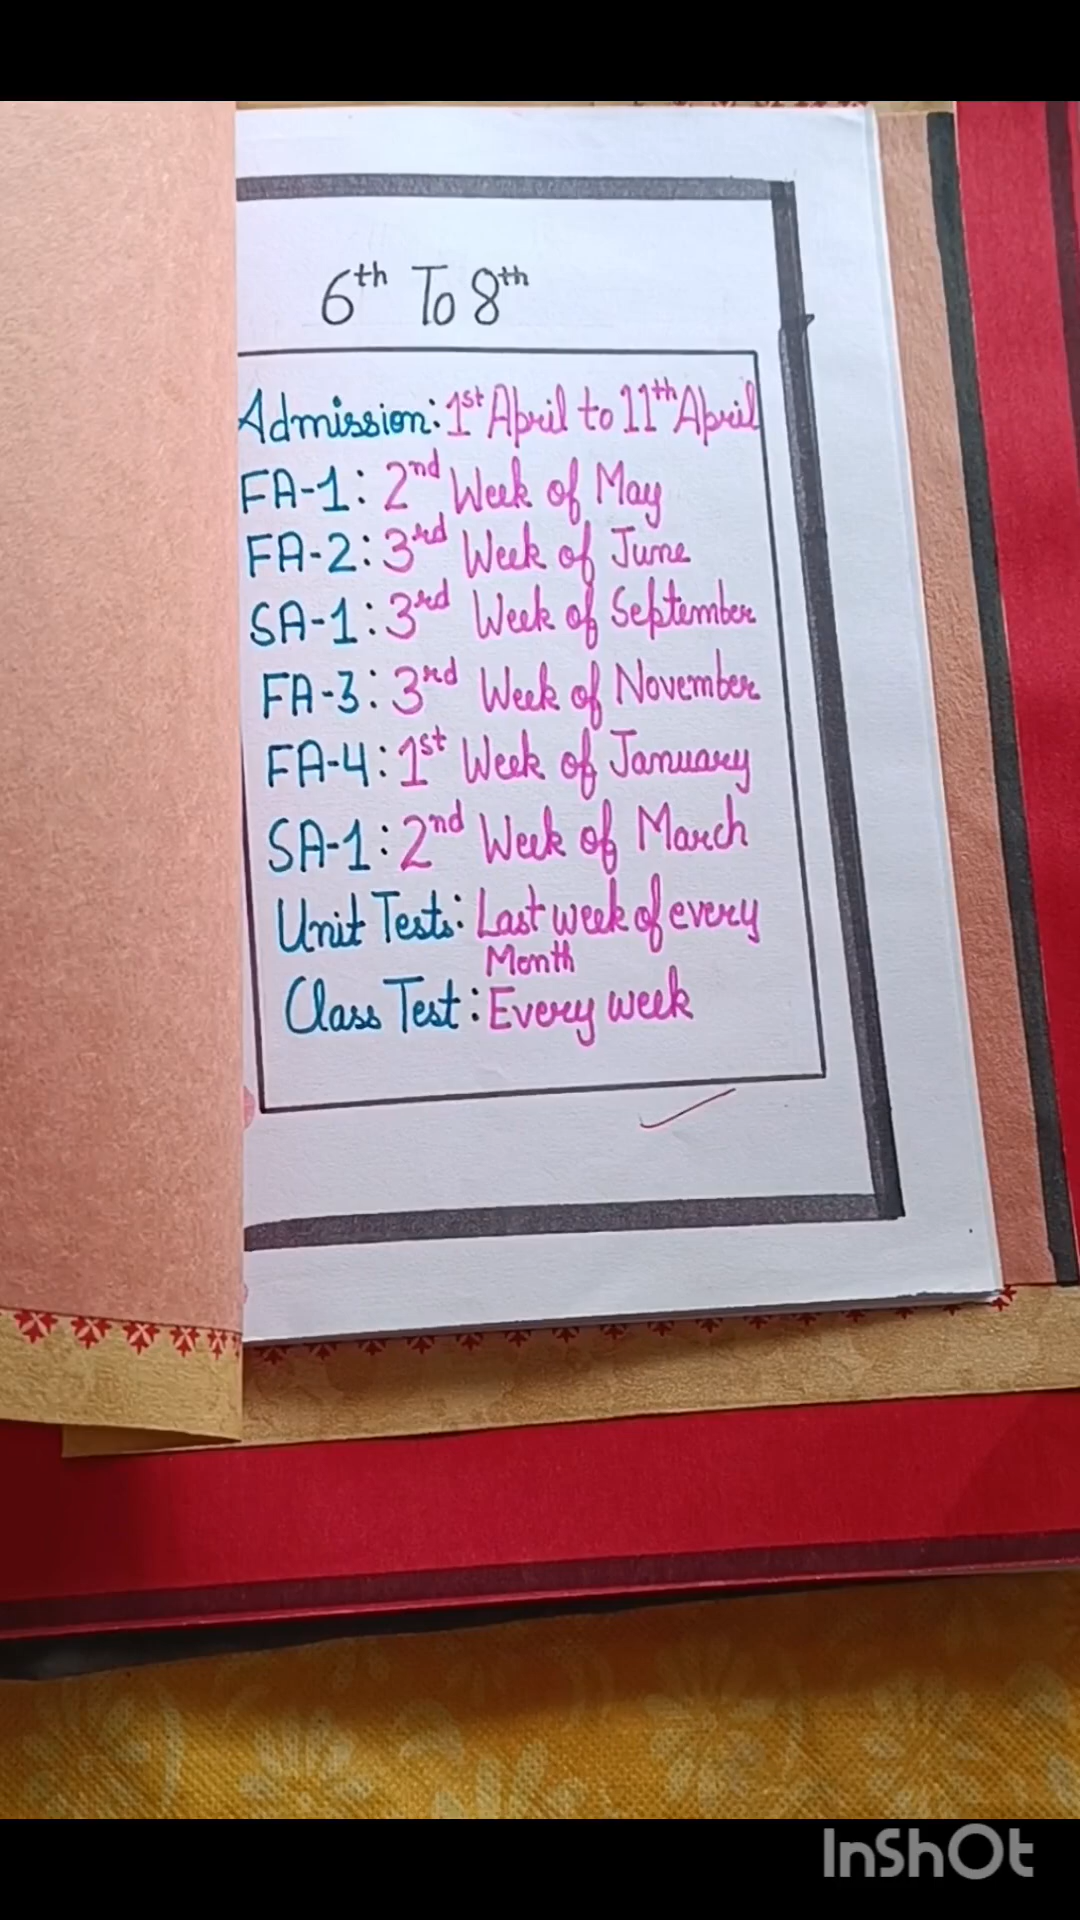 6th To 8th
Admission: 1st April to 11th April
FA-1: 2nd Week of May
FA-2: 3rd Week of June
SA-1: 3rd Week of September
FA-3: 3rd Week of November
FA-4: 1st Week of January
SA-1: 2nd Week of March
Unit Tests: Last week of every
Month
Class Test: Every week
InShOt